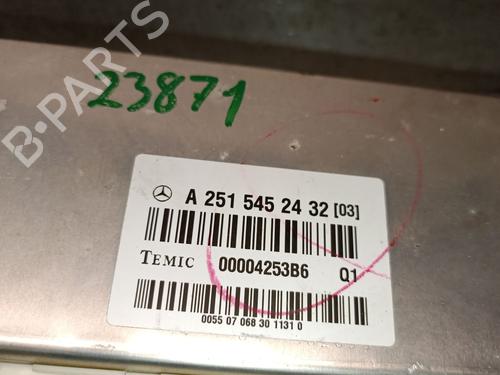 23871
B-PARTS
A 251 545 24 32 [03]
TEMIC 00004253B6 Q1
0055 07 068 30 1131 0